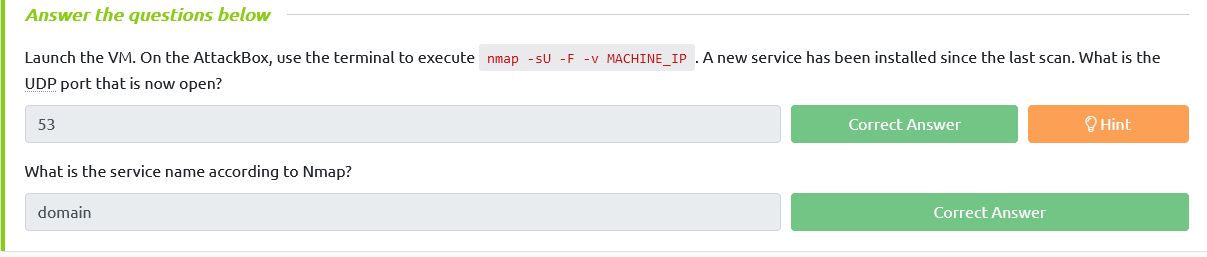 Answer the questions below
Launch the VM. On the AttackBox, use the terminal to execute nmap -sU -F -v MACHINE_IP. A new service has been installed since the last scan. What is the
UDP port that is now open?
53 Correct Answer Hint
What is the service name according to Nmap?
domain Correct Answer